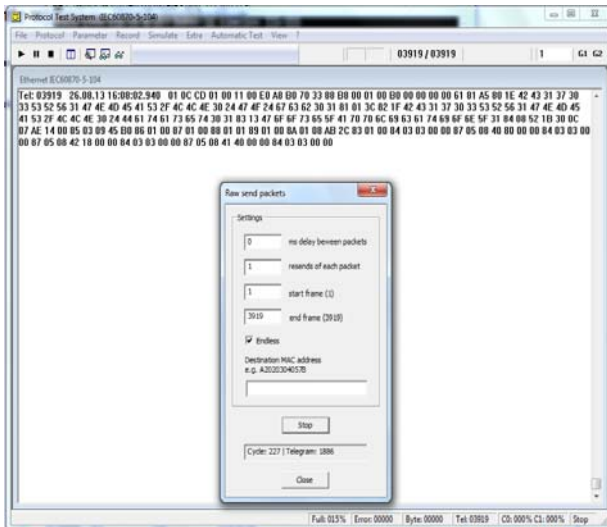 Protocol Test System: (IEC60870-5-104)
File Protocol Parameter Record Simulate Extra Automatic Test View ?
03919 / 03919 1 G1 G2
Ethernet IEC60870-5-104
Tel: 03919 26.08.13 16:08:02.940 01 0C CD 01 00 11 00 E0 AB B0 70 33 88 B8 00 01 00 B0 00 00 00 00 61 81 A5 80 1E 42 43 31 37 30
33 53 52 56 31 47 4E 4D 45 41 53 2F 4C 4C 4E 30 24 47 4F 24 67 63 62 30 31 81 01 3C 82 1F 42 43 31 37 30 33 53 52 56 31 47 4E 4D 45
41 53 2F 4C 4C 4E 30 24 44 61 74 61 73 65 74 30 31 83 13 47 6F 6F 73 65 5F 41 70 70 6C 69 63 61 74 69 6F 6E 5F 31 84 08 52 1B 30 0C
07 AE 14 00 85 03 09 45 B0 86 01 00 87 01 00 88 01 01 89 01 00 8A 01 08 AB 2C 83 01 00 84 03 03 00 00 87 05 08 40 80 00 00 84 03 03 00
00 87 05 08 42 18 00 00 84 03 03 00 00 87 05 08 41 40 00 00 84 03 03 00 00
Raw send packets
Settings
0 ms delay beween packets
1 resends of each packet
1 start frame (1)
3919 end frame (3919)
Endless
Destination MAC address
e.g. A2020304057B
Stop
Cycle: 227 | Telegram: 1886
Close
Full: 015% Error: 00000 Byte: 00000 Tel: 03919 C0: 000% C1: 000% Stop